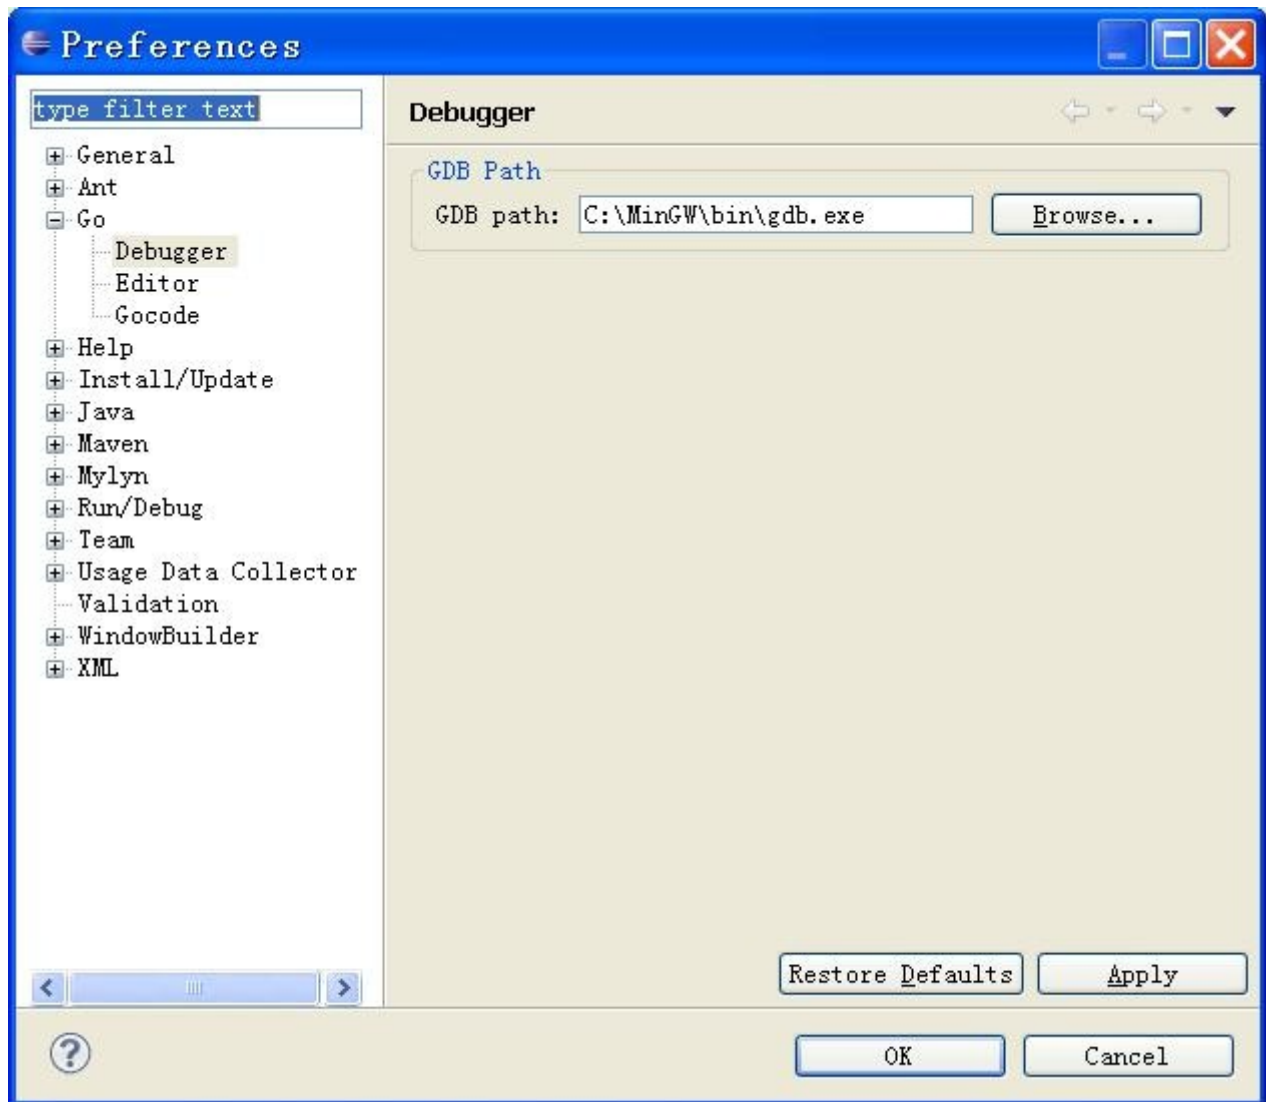 Preferences
type filter text
General
Ant
Go
Debugger
Editor
Gocode
Help
Install/Update
Java
Maven
Mylyn
Run/Debug
Team
Usage Data Collector
Validation
WindowBuilder
XML
Debugger
GDB Path
GDB path: C:\MinGW\bin\gdb.exe Browse...
Restore Defaults Apply
OK Cancel